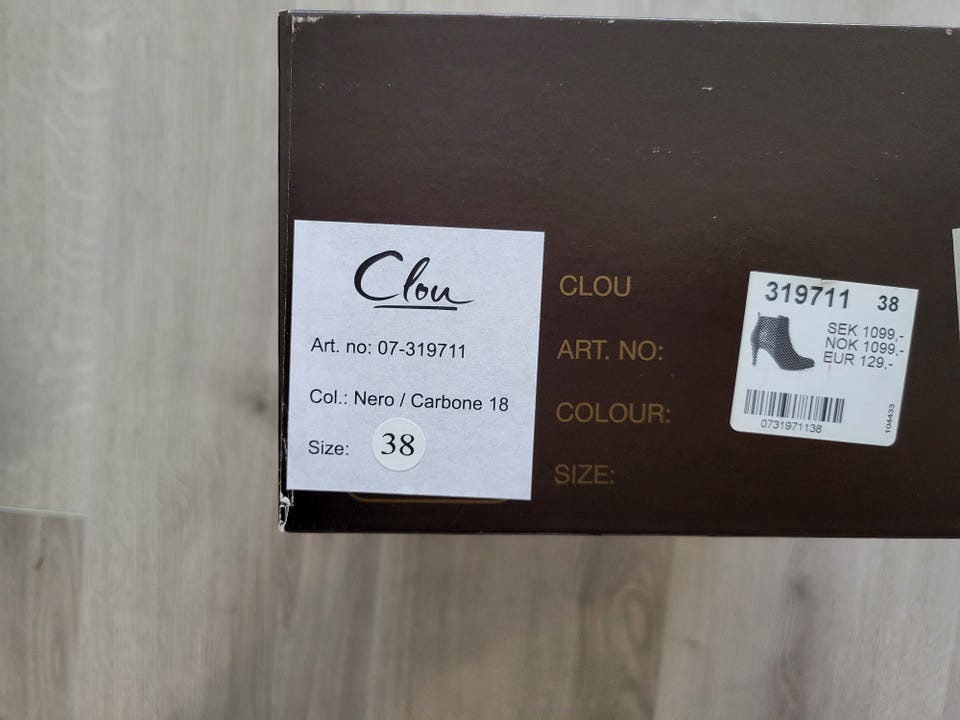 Clou
Art. no: 07-319711
Col.: Nero / Carbone 18
Size: 38
CLOU
ART. NO:
COLOUR:
SIZE:
319711 38
SEK 1099,-
NOK 1099,-
EUR 129,-
0731971138
104433